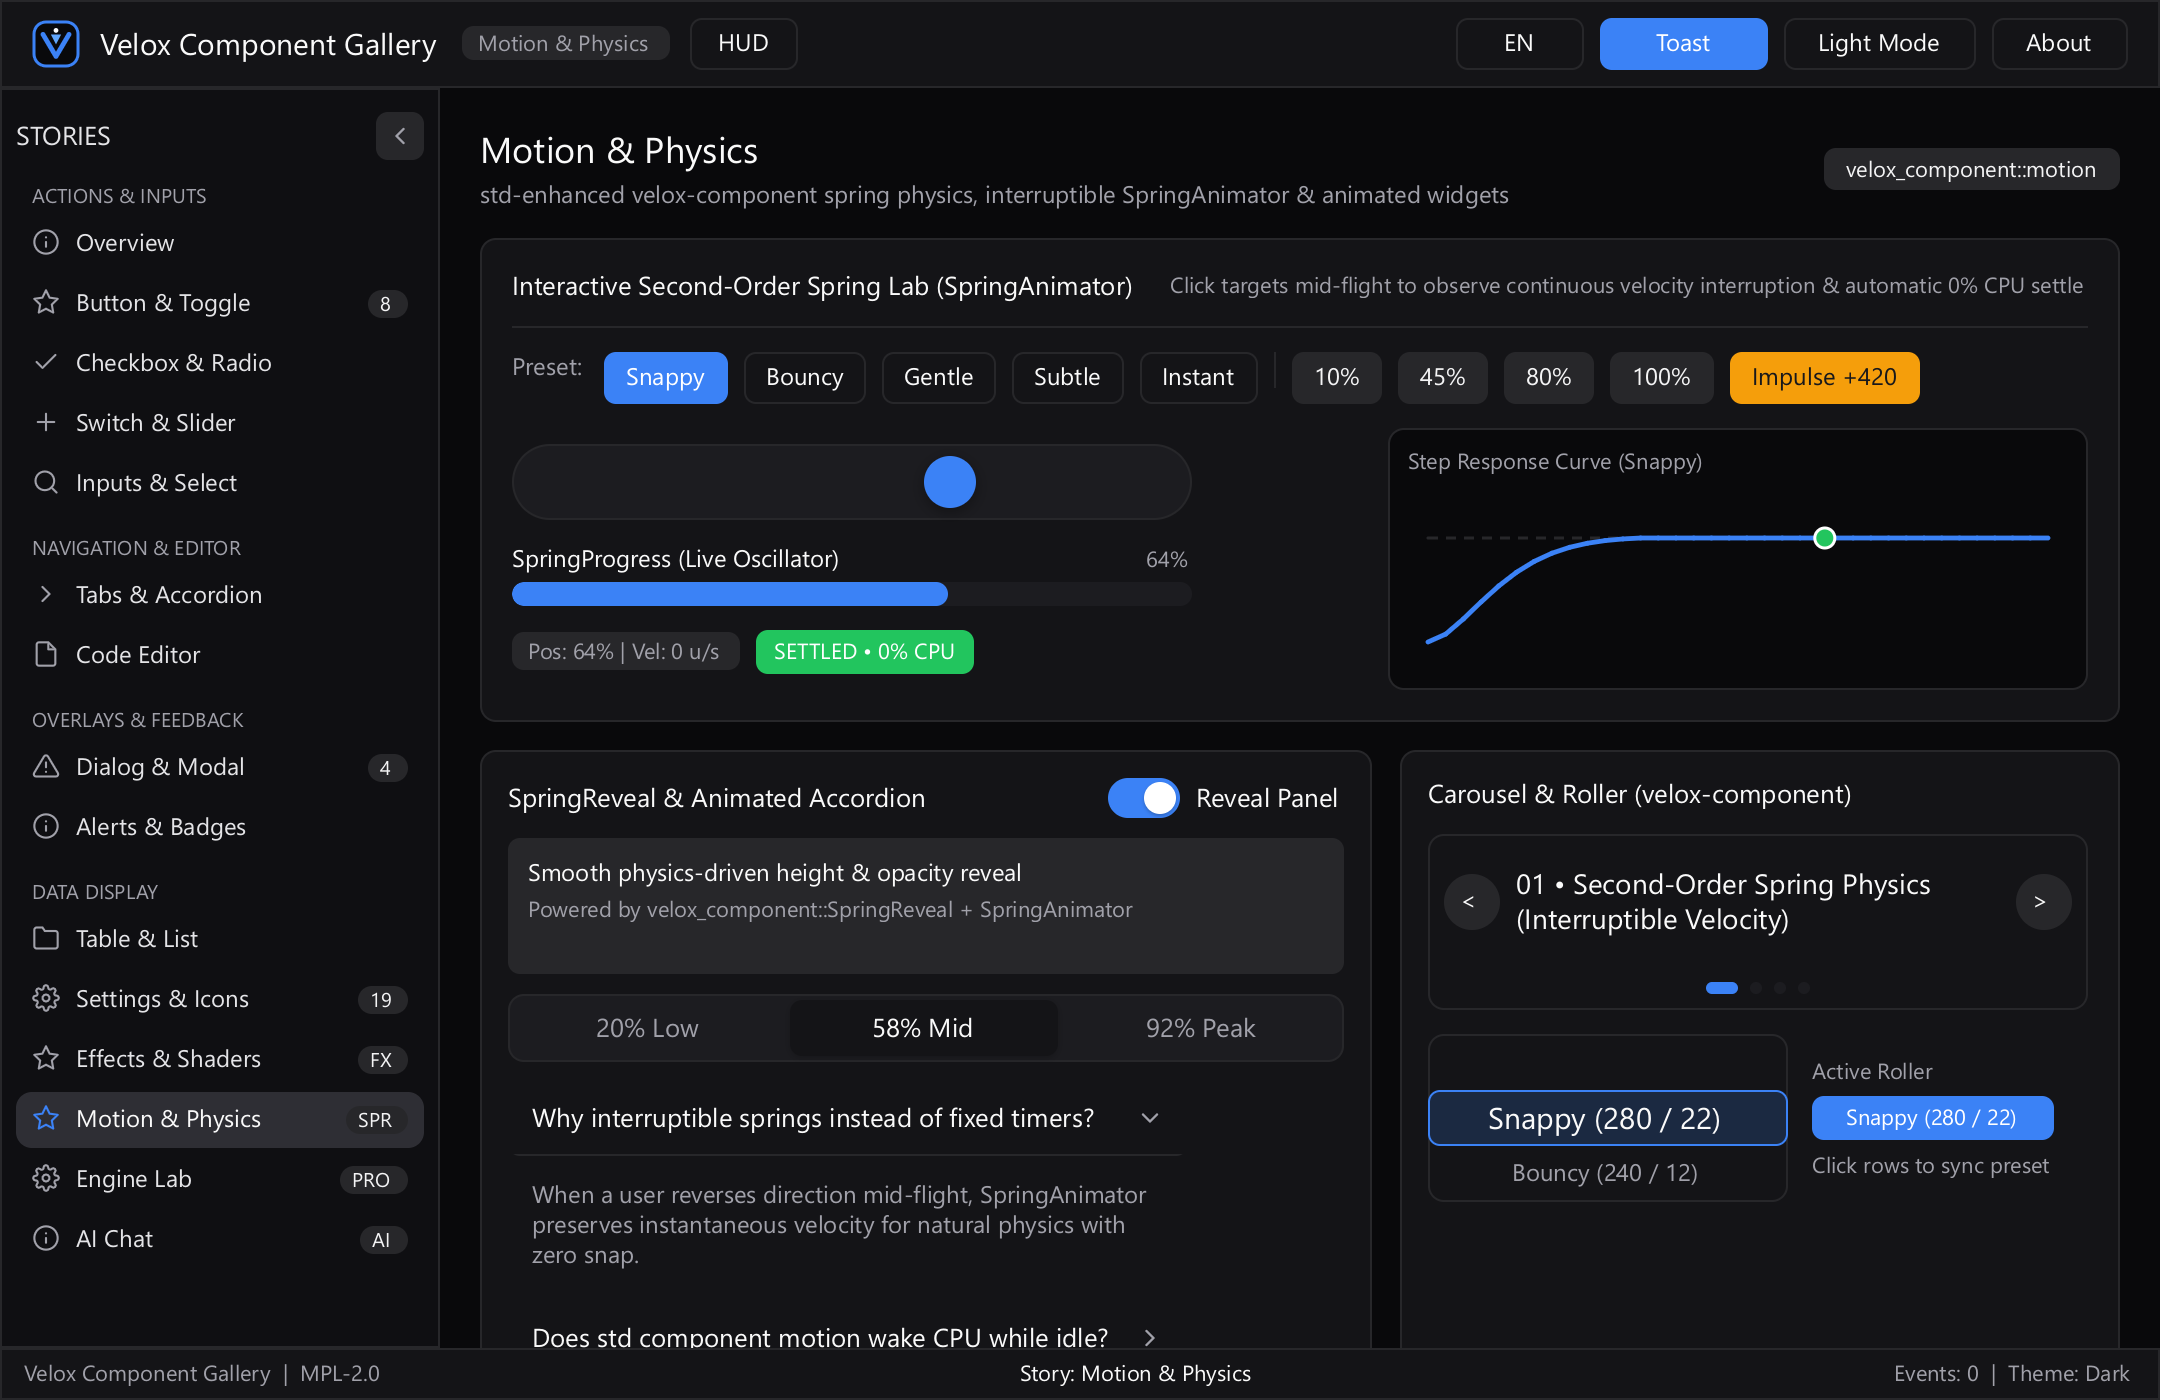 Velox Component Gallery
Motion & Physics
HUD
EN
Toast
Light Mode
About
STORIES
ACTIONS & INPUTS
Overview
Button & Toggle
8
Checkbox & Radio
Switch & Slider
Inputs & Select
NAVIGATION & EDITOR
Tabs & Accordion
Code Editor
OVERLAYS & FEEDBACK
Dialog & Modal
4
Alerts & Badges
DATA DISPLAY
Table & List
Settings & Icons
19
Effects & Shaders
FX
Motion & Physics
SPR
Engine Lab
PRO
AI Chat
AI
Motion & Physics
std-enhanced velox-component spring physics, interruptible SpringAnimator & animated widgets
velox_component::motion
Interactive Second-Order Spring Lab (SpringAnimator)
Click targets mid-flight to observe continuous velocity interruption & automatic 0% CPU settle
Preset:
Snappy
Bouncy
Gentle
Subtle
Instant
10%
45%
80%
100%
Impulse +420
SpringProgress (Live Oscillator)
64%
Pos: 64% | Vel: 0 u/s
SETTLED • 0% CPU
Step Response Curve (Snappy)
SpringReveal & Animated Accordion
Reveal Panel
Smooth physics-driven height & opacity reveal
Powered by velox_component::SpringReveal + SpringAnimator
20% Low
58% Mid
92% Peak
Why interruptible springs instead of fixed timers?
When a user reverses direction mid-flight, SpringAnimator
preserves instantaneous velocity for natural physics with
zero snap.
Does std component motion wake CPU while idle?
Carousel & Roller (velox-component)
<
01 • Second-Order Spring Physics
(Interruptible Velocity)
>
Snappy (280 / 22)
Bouncy (240 / 12)
Active Roller
Snappy (280 / 22)
Click rows to sync preset
Velox Component Gallery | MPL-2.0
Story: Motion & Physics
Events: 0 | Theme: Dark